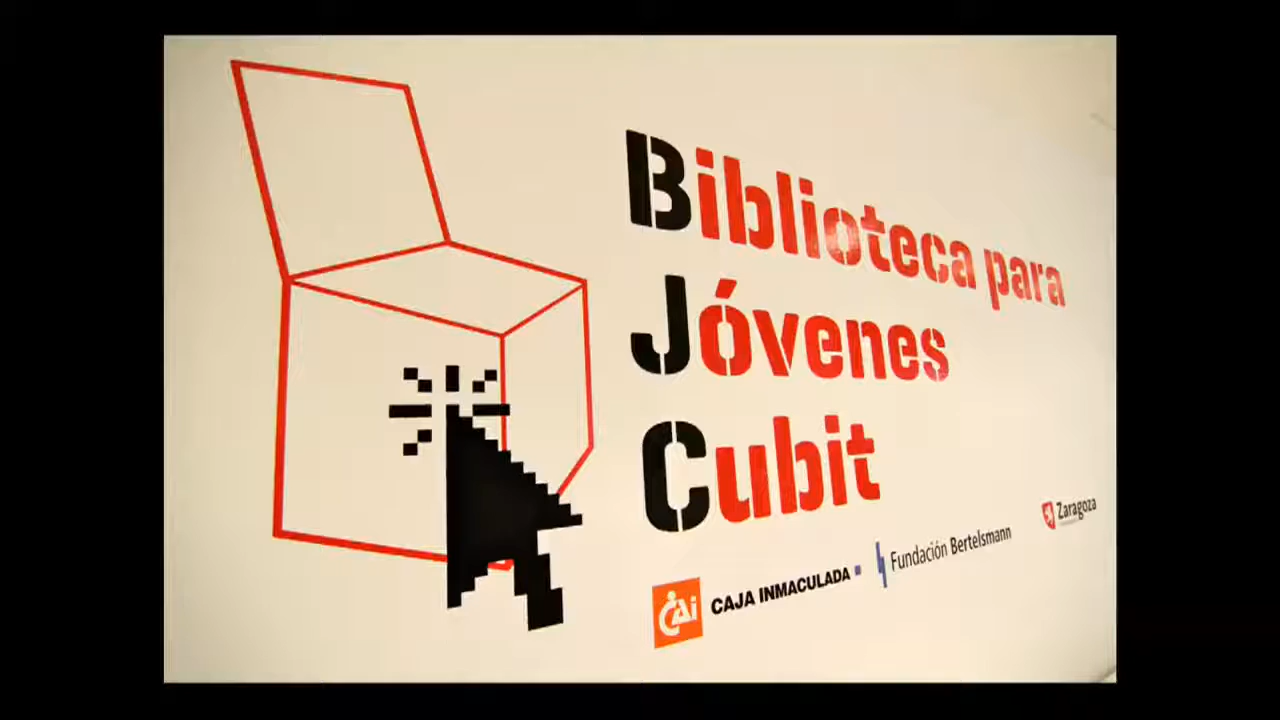 Biblioteca para
Jóvenes
Cubit
CAi CAJA INMACULADA
Fundación Bertelsmann
Zaragoza